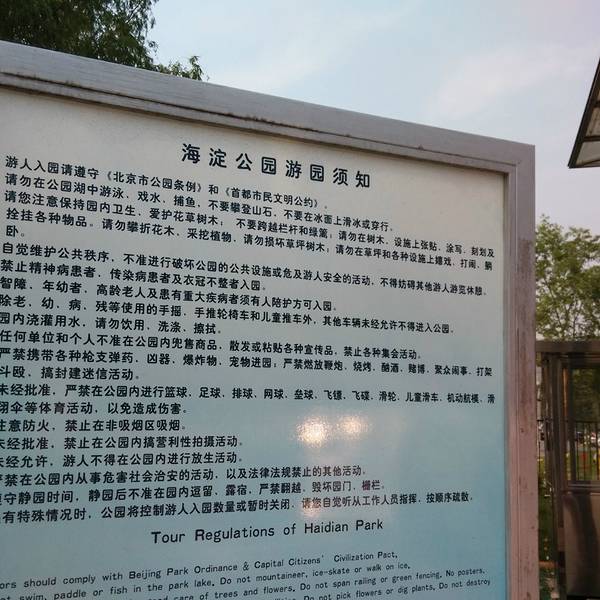 海淀公园游园须知
游人入园请遵守《北京市公园条例》和《首都市民文明公约》。
请勿在公园湖中游泳、戏水、捕鱼，不要攀登山石，不要在冰面上滑冰或穿行。
请您注意保持园内卫生、爱护花草树木；不要跨越栏杆和绿篱；请勿在树木、设施上张贴、涂写、刻划及
拴挂各种物品。请勿攀折花木、采挖植物，请勿损坏草坪树木；请勿在草坪和各种设施上嬉戏、打闹、躺
卧。
自觉维护公共秩序，不准进行破坏公园的公共设施或危及游人安全的活动，不得妨碍其他游人游览休憩。
禁止精神病患者、传染病患者及衣冠不整者入园。
智障、年幼者、高龄老人及患有重大疾病者须有人陪护方可入园。
除老、幼、病、残等使用的手摇、手推轮椅车和儿童推车外，其他车辆未经允许不得进入公园。
园内浇灌用水，请勿饮用、洗涤、擦拭。
任何单位和个人不准在公园内兜售商品，散发或粘贴各种宣传品，禁止各种集会活动。
严禁携带各种枪支弹药、凶器、爆炸物、宠物进园；严禁燃放鞭炮、烧烤、酗酒、赌博、聚众闹事、打架
斗殴、搞封建迷信活动。
未经批准，严禁在公园内进行篮球、足球、排球、网球、垒球、飞镖、飞碟、滑轮、儿童滑车、机动航模、滑
翔伞等体育活动，以免造成伤害。
注意防火，禁止在非吸烟区吸烟。
未经批准，禁止在公园内搞营利性拍摄活动。
未经允许，游人不得在公园内进行放生活动。
严禁在公园内从事危害社会治安的活动，以及法律法规禁止的其他活动。
遵守静园时间，静园后不准在园内逗留、露宿，严禁翻越、毁坏园门、栅栏。
有特殊情况时，公园将控制游人入园数量或暂时关闭，请您自觉听从工作人员指挥，按顺序疏散。
Tour Regulations of Haidian Park
ors should comply with Beijing Park Ordinance & Capital Citizens' Civilization Pact.
ot swim, paddle or fish in the park lake. Do not mountaineer, ice-skate or walk on ice.
care of trees and flowers. Do not span railing or green fencing. No posters,
Do not pick flowers or dig plants. Do not destroy